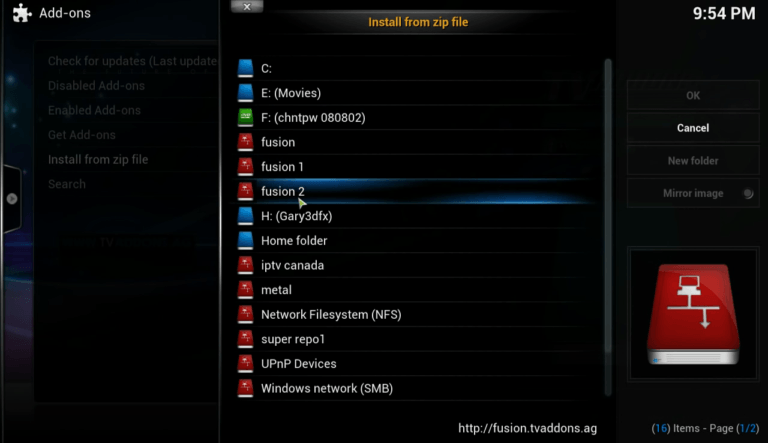 Add-ons
Install from zip file
9:54 PM
Check for updates (Last update
Disabled Add-ons
Enabled Add-ons
Get Add-ons
Install from zip file
Search
C:
E: (Movies)
F: (chntpw 080802)
fusion
fusion 1
fusion 2
H: (Gary3dfx)
Home folder
iptv canada
metal
Network Filesystem (NFS)
super repo1
UPnP Devices
Windows network (SMB)
OK
Cancel
New folder
Mirror image
http://fusion.tvaddons.ag
(16) Items - Page (1/2)